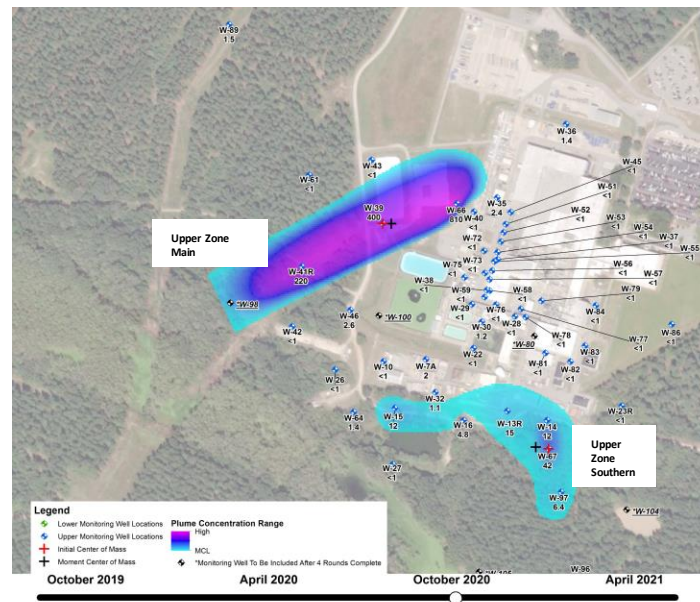 W-89
1.5
W-36
1.4
W-45
<1
W-51
<1
W-43
<1
W-61
<1
W-52
<1
W-53
<1
W-54
<1
W-37
<1
W-55
<1
W-39
400
W-66
810
W-35
2.4
W-40
<1
W-72
<1
Upper Zone
Main
W-41R
220
W-75
<1
W-73
<1
W-56
<1
W-57
<1
W-38
<1
W-59
<1
W-58
<1
W-79
<1
*W-98
W-46
2.6
*W-100
W-29
<1
W-76
<1
W-84
<1
W-42
<1
W-30
1.2
W-28
<1
W-78
<1
W-77
<1
W-86
<1
*W-80
W-22
<1
W-83
<1
W-81
<1
W-82
<1
W-10
<1
W-7A
2
W-26
<1
W-32
1.1
W-64
1.4
W-15
12
W-16
4.8
W-13R
15
W-14
12
W-23R
<1
W-67
42
Upper
Zone
Southern
W-27
<1
W-97
6.4
*W-104
Legend
Lower Monitoring Well Locations
Upper Monitoring Well Locations
Initial Center of Mass
Moment Center of Mass
Plume Concentration Range
High
MCL
*Monitoring Well To Be Included After 4 Rounds Complete
*W-105
W-96
October 2019 April 2020 October 2020 April 2021